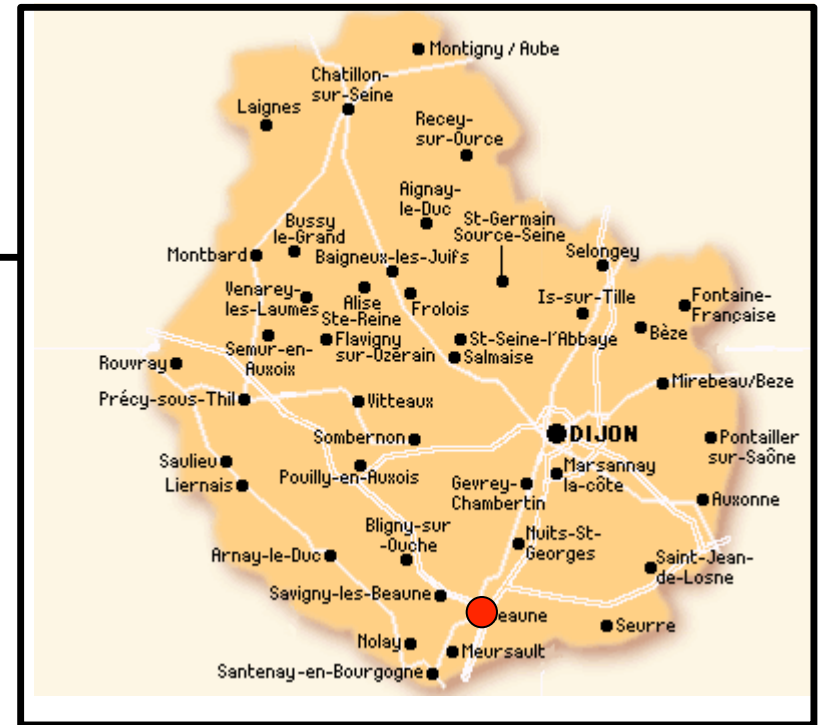 Montigny / Aube
Chatillon-
sur-Seine
Laignes
Recey-
sur-Ource
Aignay-
le-Duc
St-Germain
Source-Seine
Bussy
le-Grand
Selongey
Montbard
Baigneux-les-Juifs
Venarey-
les-Laumes
Alise
Ste-Reine
Frolois
Is-sur-Tille
Fontaine-
Française
Bèze
Semur-en-
Auxoix
Flavigny
sur-Ozerain
St-Seine-l'Abbaye
Salmaise
Rouvray
Mirebeau/Beze
Précy-sous-Thil
Vitteaux
Sombernon
DIJON
Pontailler
sur-Saône
Saulieu
Pouilly-en-Auxois
Marsannay
la-côte
Liernais
Gevrey-
Chambertin
Auxonne
Bligny-sur
-Ouche
Nuits-St-
Georges
Arnay-le-Duc
Saint-Jean-
de-Losne
Savigny-les-Beaune
eaune
Seurre
Nolay
Meursault
Santenay-en-Bourgogne